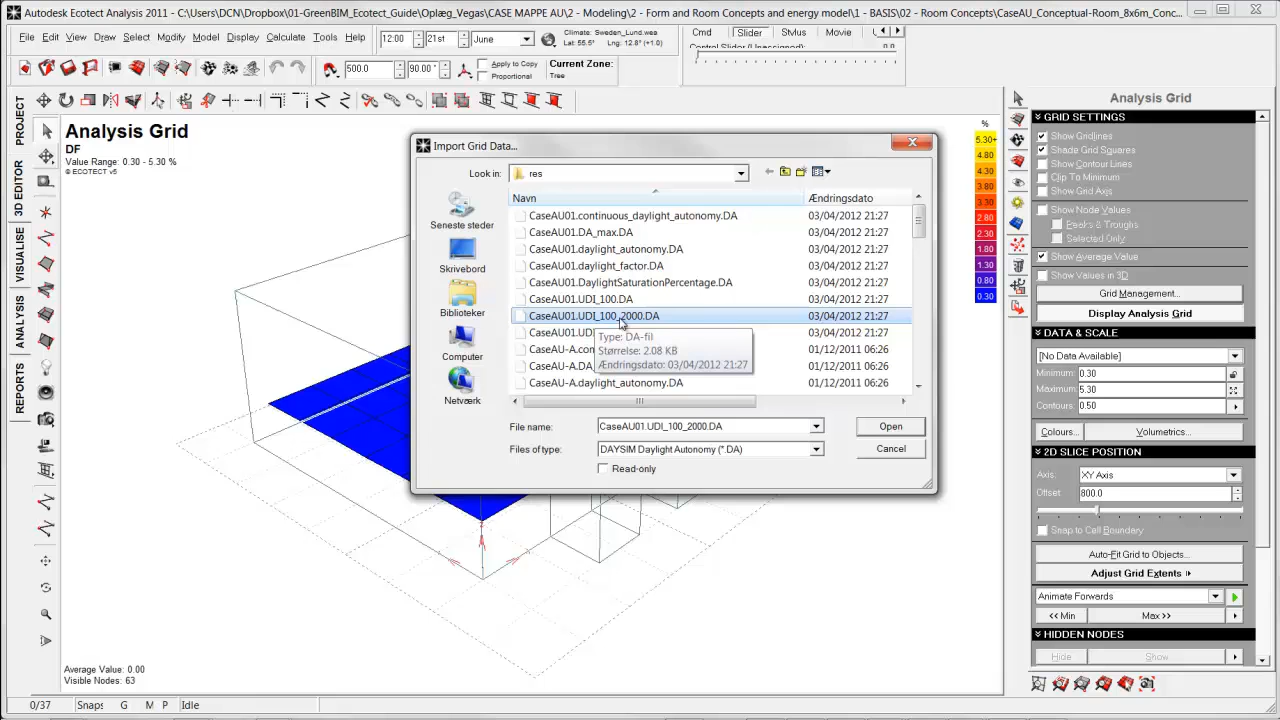 Autodesk Ecotect Analysis 2011 - C:\Users\DCN\Dropbox\01-GreenBIM_Ecotect_Guide\Oplæg_Vegas\CASE MAPPE AU\2 - Modeling\2 - Form and Room Concepts and energy model\1 - BASIS\02 - Room Concepts\CaseAU_Conceptual-Room_8x6m_Conc...
File Edit View Draw Select Modify Model Display Calculate Tools Help
12:00 21st June
Climate: Sweden_Lund.wea
Lat: 55.5° Lng: 12.8° (+1.0)
Cmd Slider Stylus Movie
Control Slider (Unassigned): 0.0
500.0 90.00 °
Apply to Copy
Proportional
Current Zone:
Tree
PROJECT
3D EDITOR
VISUALISE
ANALYSIS
REPORTS
Analysis Grid
DF
Value Range: 0.30 - 5.30 %
© ECOTECT v5
%
5.30+
4.80
4.30
3.80
3.30
2.80
2.30
1.80
1.30
0.80
0.30
Import Grid Data...
Look in: res
Seneste steder
Skrivebord
Biblioteker
Computer
Netværk
Navn Ændringsdato
CaseAU01.continuous_daylight_autonomy.DA 03/04/2012 21:27
CaseAU01.DA_max.DA 03/04/2012 21:27
CaseAU01.daylight_autonomy.DA 03/04/2012 21:27
CaseAU01.daylight_factor.DA 03/04/2012 21:27
CaseAU01.DaylightSaturationPercentage.DA 03/04/2012 21:27
CaseAU01.UDI_100.DA 03/04/2012 21:27
CaseAU01.UDI_100_2000.DA 03/04/2012 21:27
CaseAU01.UDI 03/04/2012 21:27
CaseAU-A.con 01/12/2011 06:26
CaseAU-A.DA_ 01/12/2011 06:26
CaseAU-A.daylight_autonomy.DA 01/12/2011 06:26
Type: DA-fil
Størrelse: 2.08 KB
Ændringsdato: 03/04/2012 21:27
File name: CaseAU01.UDI_100_2000.DA Open
Files of type: DAYSIM Daylight Autonomy (*.DA) Cancel
Read-only
Analysis Grid
GRID SETTINGS
Show Gridlines
Shade Grid Squares
Show Contour Lines
Clip To Minimum
Show Grid Axis
Show Node Values
Peaks & Troughs
Selected Only
Show Average Value
Show Values in 3D
Grid Management...
Display Analysis Grid
DATA & SCALE
[No Data Available]
Minimum: 0.30
Maximum: 5.30
Contours: 0.50
Colours... Volumetrics...
2D SLICE POSITION
Axis: XY Axis
Offset 800.0
Snap to Cell Boundary
Auto-Fit Grid to Objects...
Adjust Grid Extents
Animate Forwards
<< Min Max >>
HIDDEN NODES
Hide Show
Average Value: 0.00
Visible Nodes: 63
0/37 Snaps G M P Idle